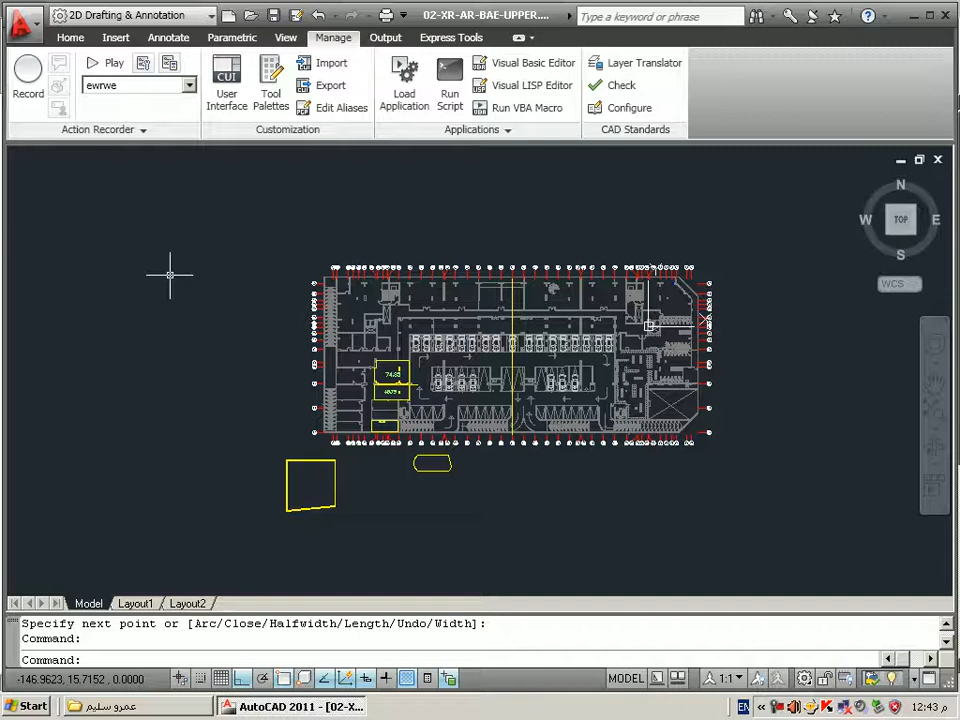 2D Drafting & Annotation
02-XR-AR-BAE-UPPER....
Type a keyword or phrase
Home Insert Annotate Parametric View Manage Output Express Tools
Record
Play
ewrwe
Action Recorder
CUI
User Interface
Tool Palettes
Import
Export
Edit Aliases
Customization
Load Application
Run Script
Visual Basic Editor
Visual LISP Editor
Run VBA Macro
Applications
Layer Translator
Check
Configure
CAD Standards
N
W TOP E
S
WCS
Model Layout1 Layout2
Specify next point or [Arc/Close/Halfwidth/Length/Undo/Width]:
Command:
Command:
-146.9623, 15.7152, 0.0000
MODEL
1:1
Start
عمرو سليم
AutoCAD 2011 - [02-X...
EN
12:43 م